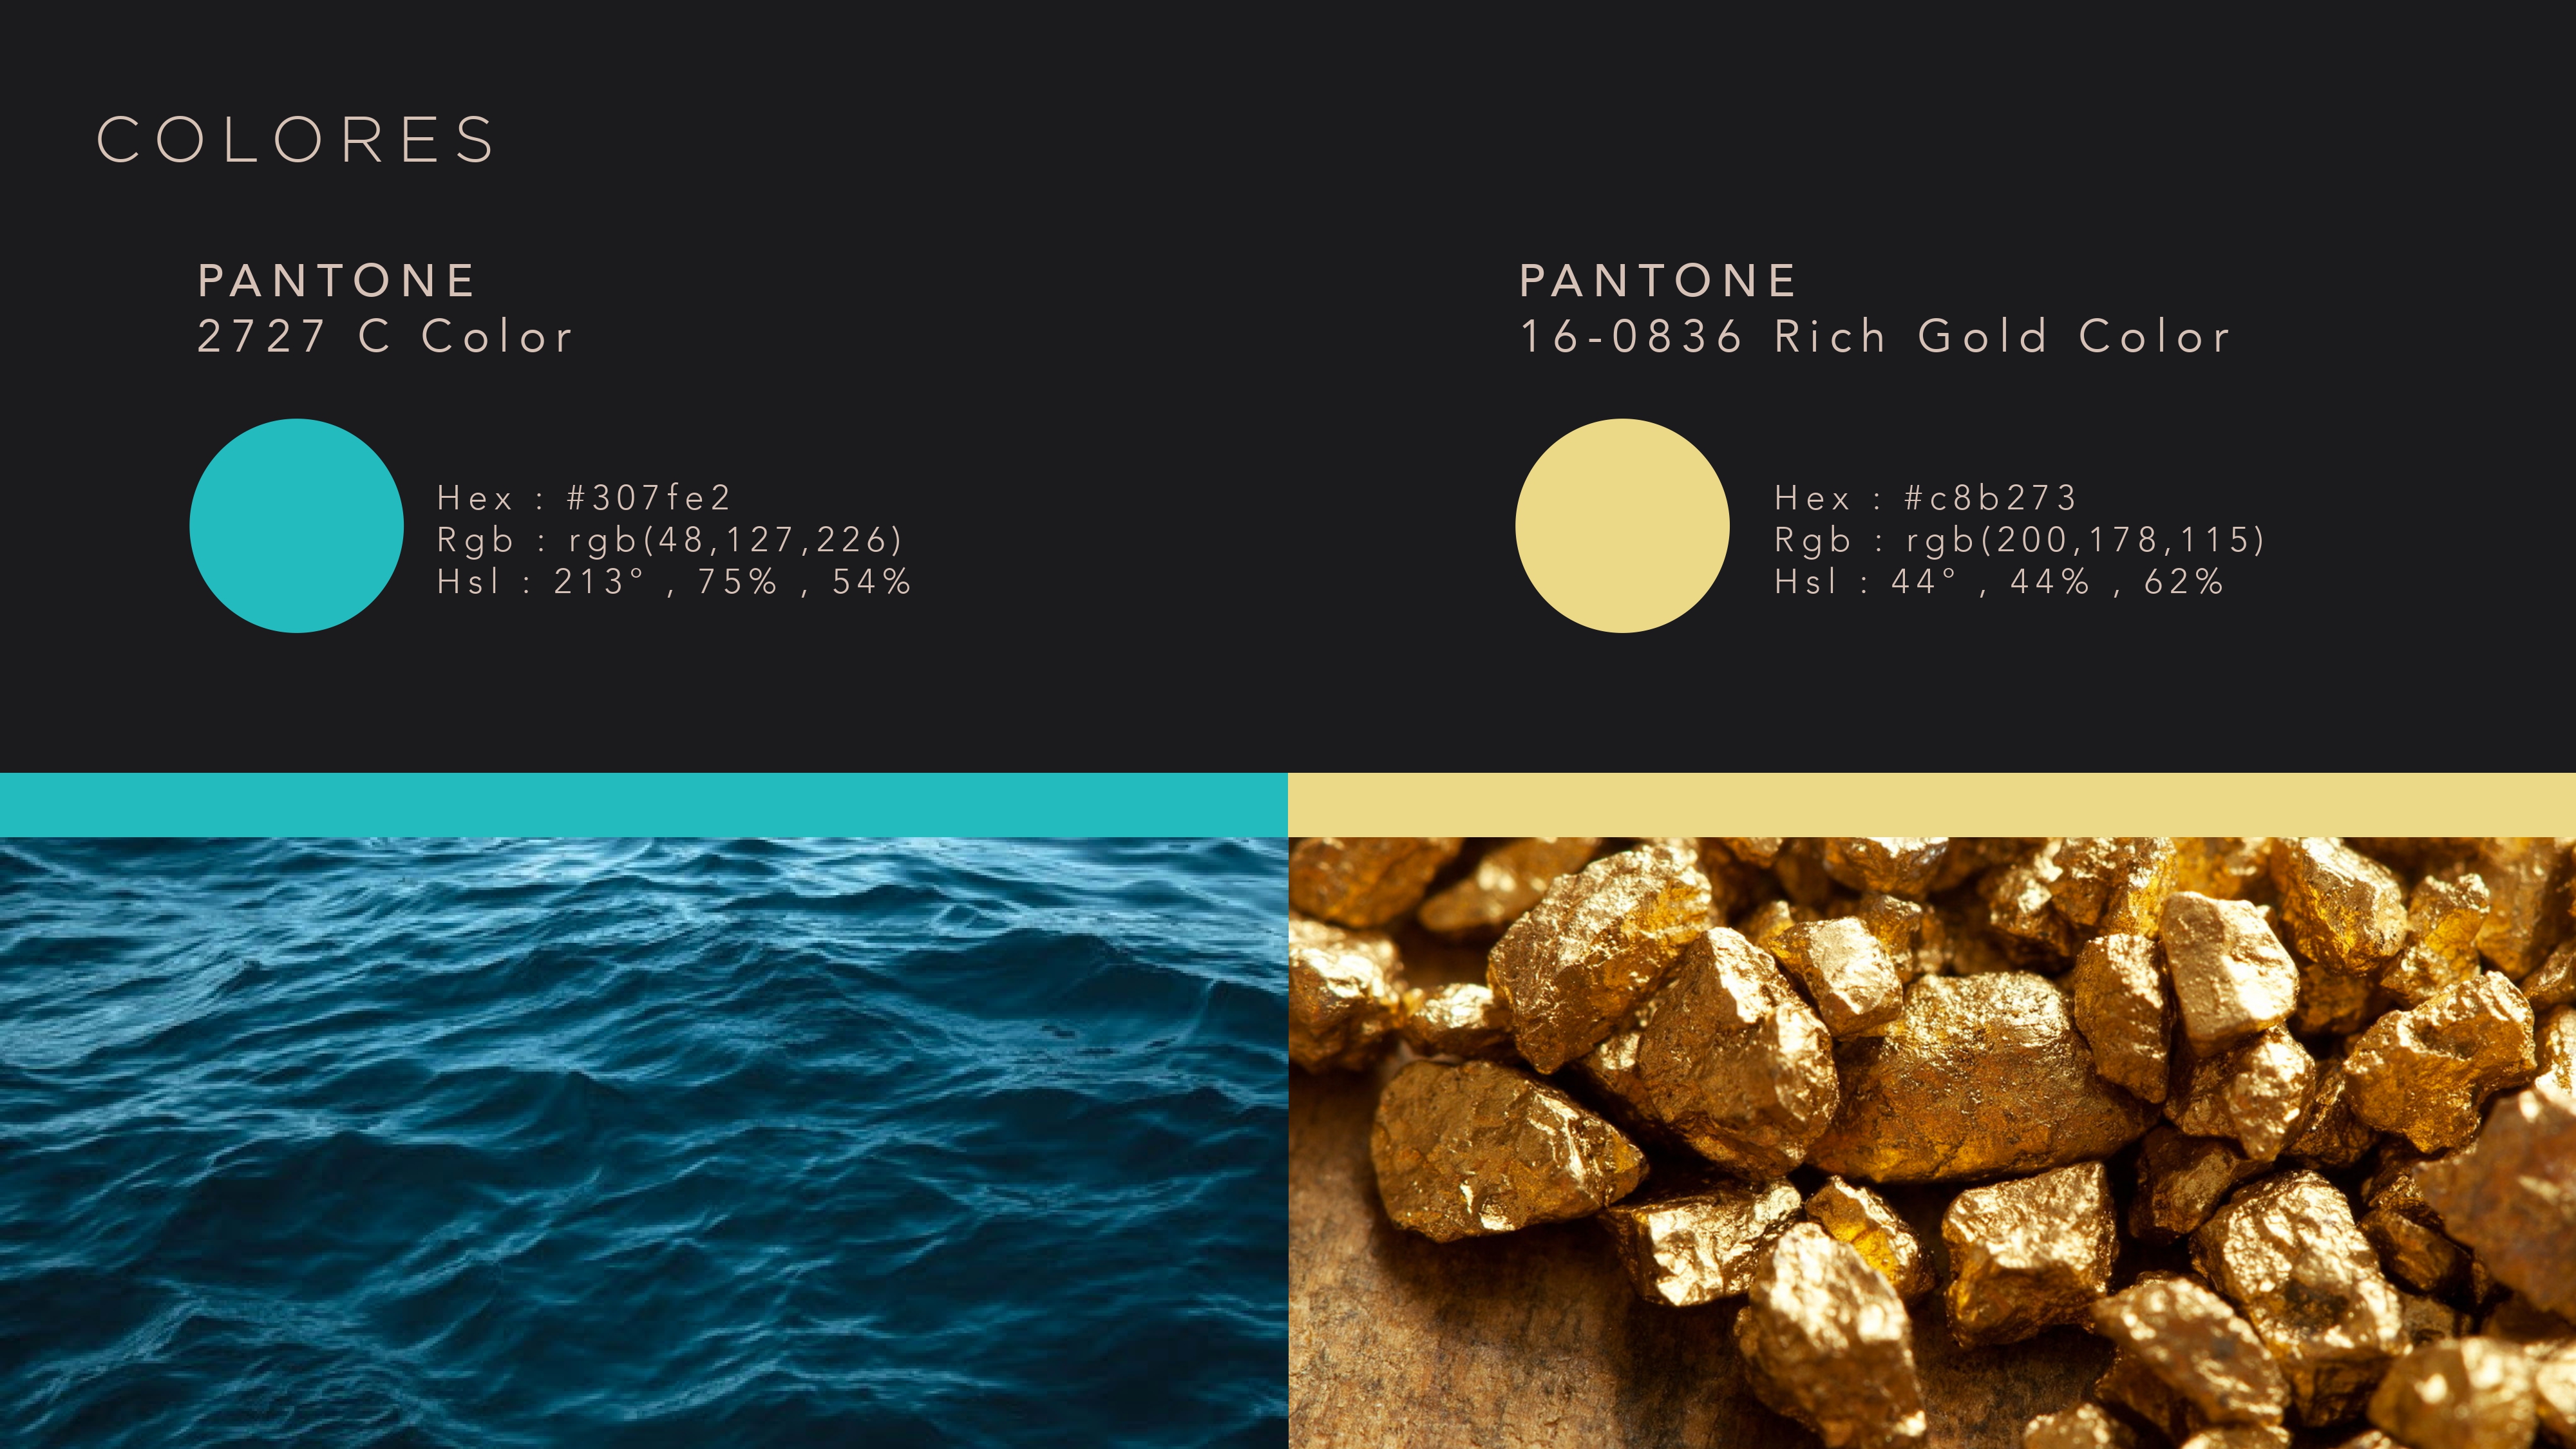 COLORES
PANTONE
2727 C Color
Hex : #307fe2
Rgb : rgb(48,127,226)
Hsl : 213° , 75% , 54%
PANTONE
16-0836 Rich Gold Color
Hex : #c8b273
Rgb : rgb(200,178,115)
Hsl : 44° , 44% , 62%